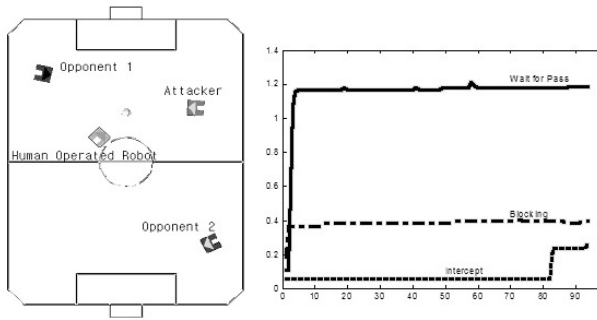 Opponent 1
Attacker
Human Operated Robot
Opponent 2
1.4
1.2
1
0.8
0.6
0.4
0.2
0
Wait for Pass
Blocking
Intercept
0 10 20 30 40 50 60 70 80 90